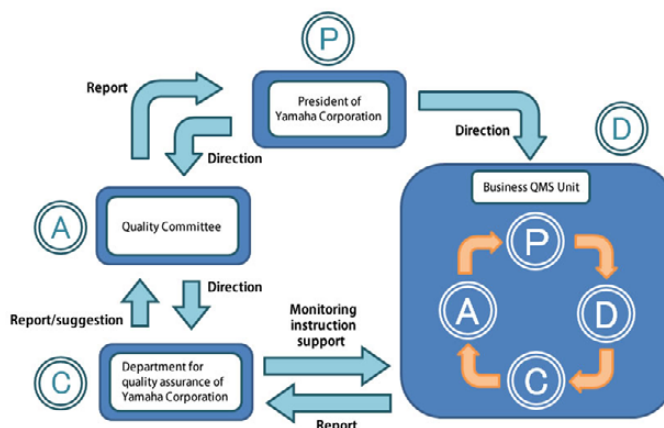 P
Report
President of
Yamaha Corporation
Direction
Direction
D
Business QMS Unit
A
Quality Committee
P
A
D
C
Direction
Report/suggestion
Monitoring
instruction
support
C
Department for
quality assurance of
Yamaha Corporation
Report